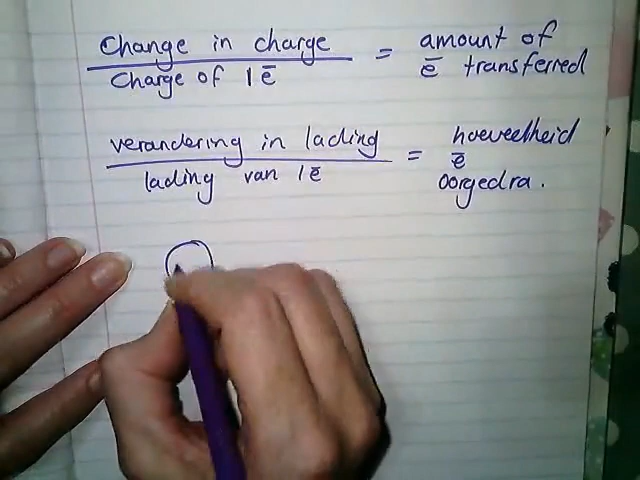 Change in charge = amount of
Charge of 1 ē ē transferred
verandering in lading = hoeveelheid
lading van 1 ē ē
oorgedra.